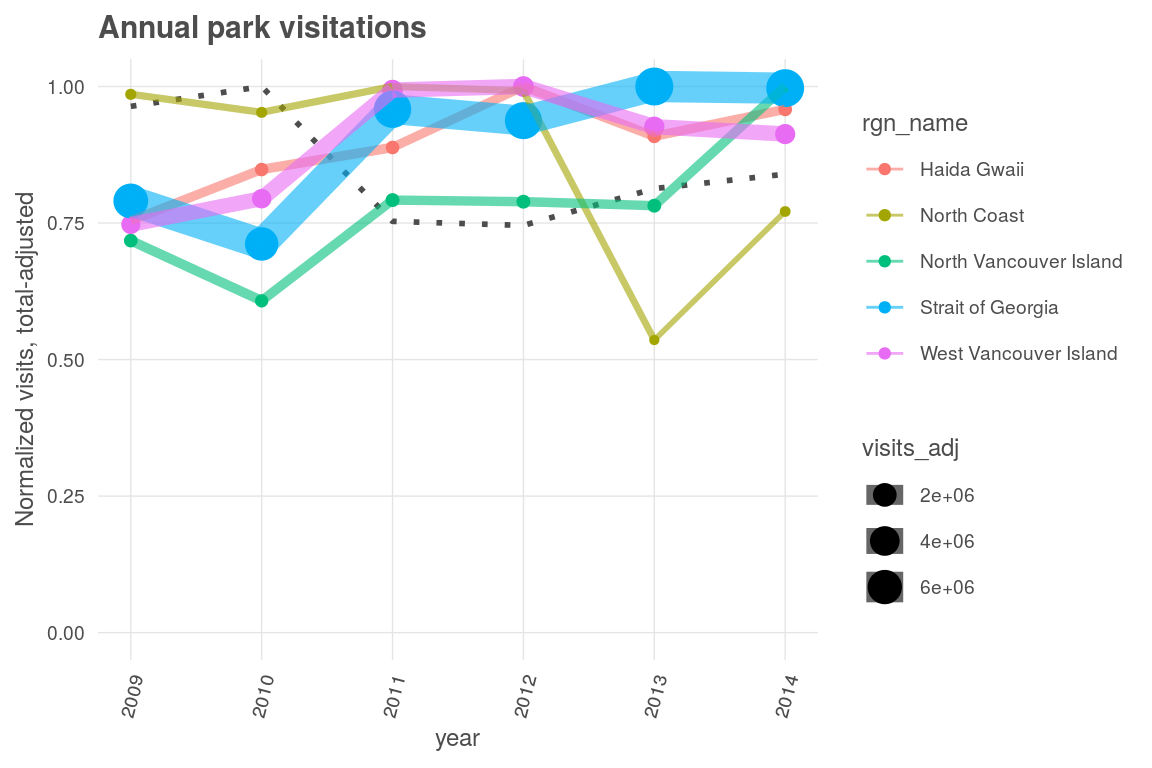 Annual park visitations
Normalized visits, total-adjusted
1.00
0.75
0.50
0.25
0.00
2009
2010
2011
2012
2013
2014
year
rgn_name
Haida Gwaii
North Coast
North Vancouver Island
Strait of Georgia
West Vancouver Island
visits_adj
2e+06
4e+06
6e+06